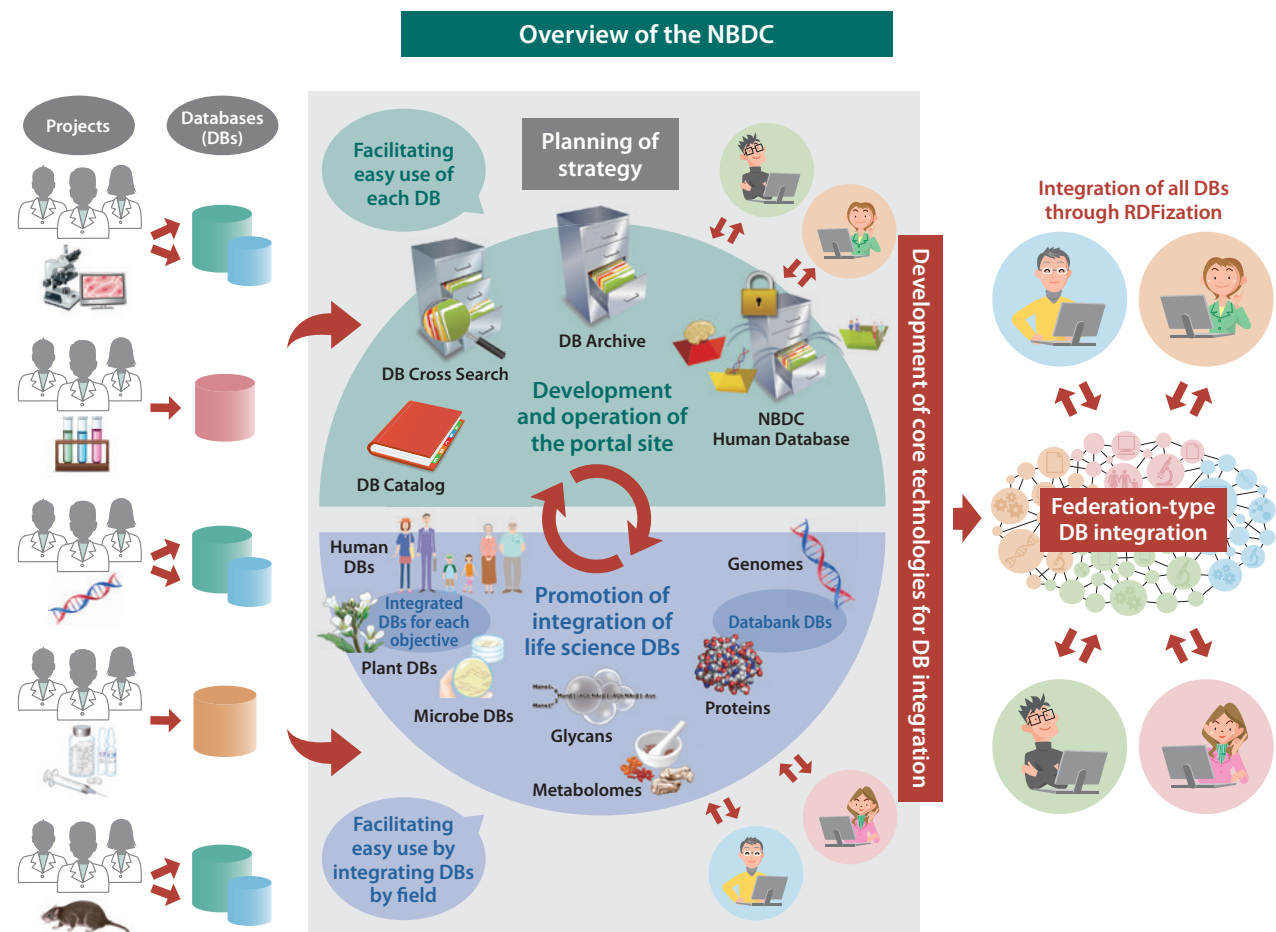 Overview of the NBDC
Projects
Databases
(DBs)
Facilitating
easy use of
each DB
Planning of
strategy
DB Cross Search
DB Archive
NBDC
Human Database
DB Catalog
Development
and operation of
the portal site
Human
DBs
Integrated
DBs for each
objective
Plant DBs
Microbe DBs
Promotion of
integration of
life science DBs
Genomes
Databank DBs
Proteins
Glycans
Metabolomes
Facilitating
easy use by
integrating DBs
by field
Development of core technologies for DB integration
Integration of all DBs
through RDFization
Federation-type
DB integration